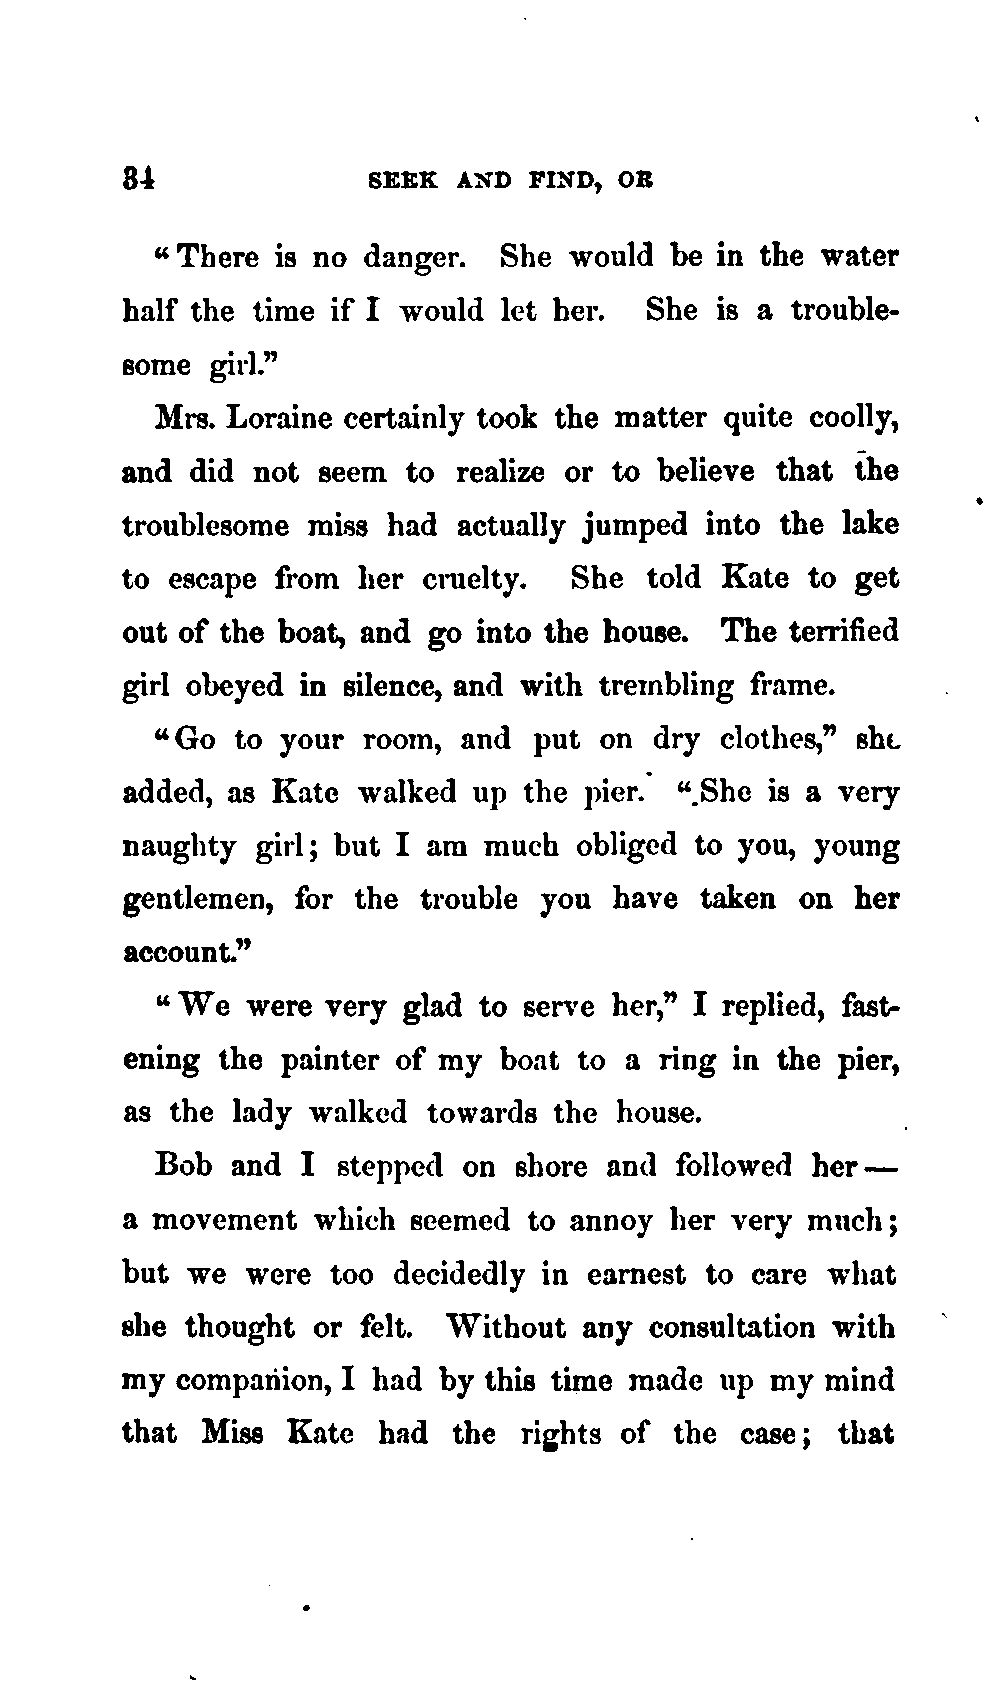 34 SEEK AND FIND, OR
“There is no danger. She would be in the water
half the time if I would let her. She is a trouble-
some girl.”
Mrs. Loraine certainly took the matter quite coolly,
and did not seem to realize or to believe that the
troublesome miss had actually jumped into the lake
to escape from her cruelty. She told Kate to get
out of the boat, and go into the house. The terrified
girl obeyed in silence, and with trembling frame.
“Go to your room, and put on dry clothes,” she
added, as Kate walked up the pier. “She is a very
naughty girl; but I am much obliged to you, young
gentlemen, for the trouble you have taken on her
account.”
“We were very glad to serve her,” I replied, fast-
ening the painter of my boat to a ring in the pier,
as the lady walked towards the house.
Bob and I stepped on shore and followed her—
a movement which seemed to annoy her very much;
but we were too decidedly in earnest to care what
she thought or felt. Without any consultation with
my companion, I had by this time made up my mind
that Miss Kate had the rights of the case; that